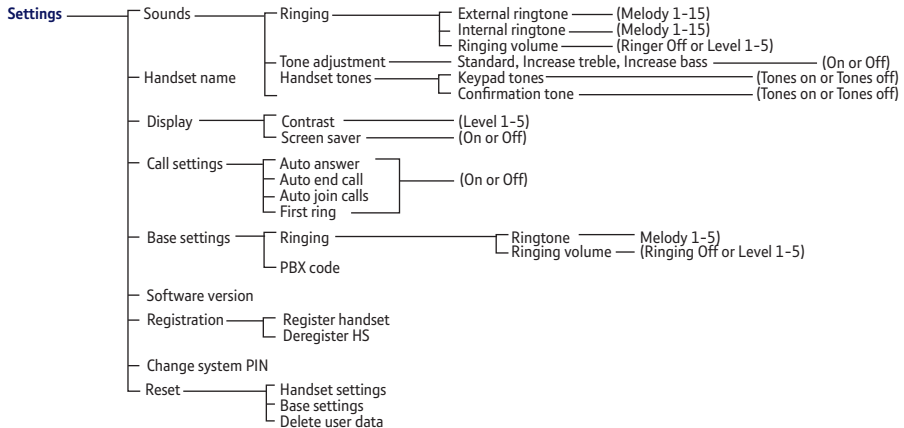 Settings Sounds Ringing External ringtone (Melody 1-15)
Internal ringtone (Melody 1-15)
Ringing volume (Ringer Off or Level 1-5)
Tone adjustment Standard, Increase treble, Increase bass (On or Off)
Handset name Handset tones Keypad tones (Tones on or Tones off)
Confirmation tone (Tones on or Tones off)
Display Contrast (Level 1-5)
Screen saver (On or Off)
Call settings Auto answer
Auto end call (On or Off)
Auto join calls
First ring
Base settings Ringing Ringtone Melody 1-5)
Ringing volume (Ringing Off or Level 1-5)
PBX code
Software version
Registration Register handset
Deregister HS
Change system PIN
Reset Handset settings
Base settings
Delete user data